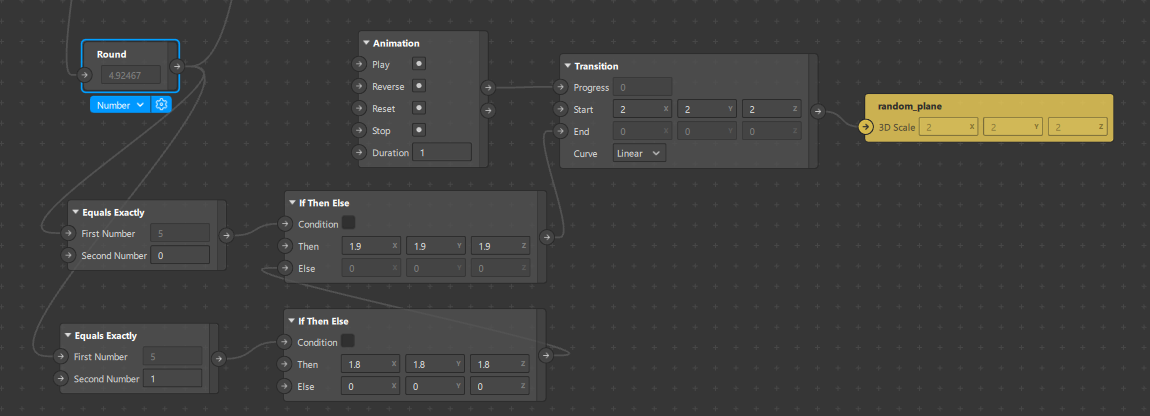 Round
4.92467
Number
Animation
Play
Reverse
Reset
Stop
Duration 1
Transition
Progress 0
Start 2 X 2 Y 2 Z
End 0 X 0 Y 0 Z
Curve Linear
random_plane
3D Scale 2 X 2 Y 2 Z
Equals Exactly
First Number 5
Second Number 0
If Then Else
Condition
Then 1.9 X 1.9 Y 1.9 Z
Else 0 X 0 Y 0 Z
Equals Exactly
First Number 5
Second Number 1
If Then Else
Condition
Then 1.8 X 1.8 Y 1.8 Z
Else 0 X 0 Y 0 Z